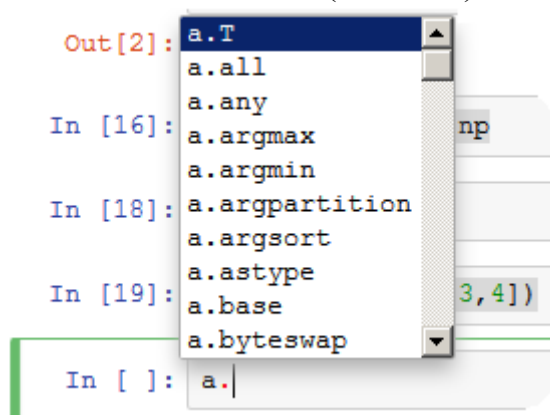 Out[2]: a.T
a.all
a.any
In [16]: a.argmax np
a.argmin
In [18]: a.argpartition
a.argsort
a.astype
In [19]: a.base 3,4])
a.byteswap
In [ ]: a.